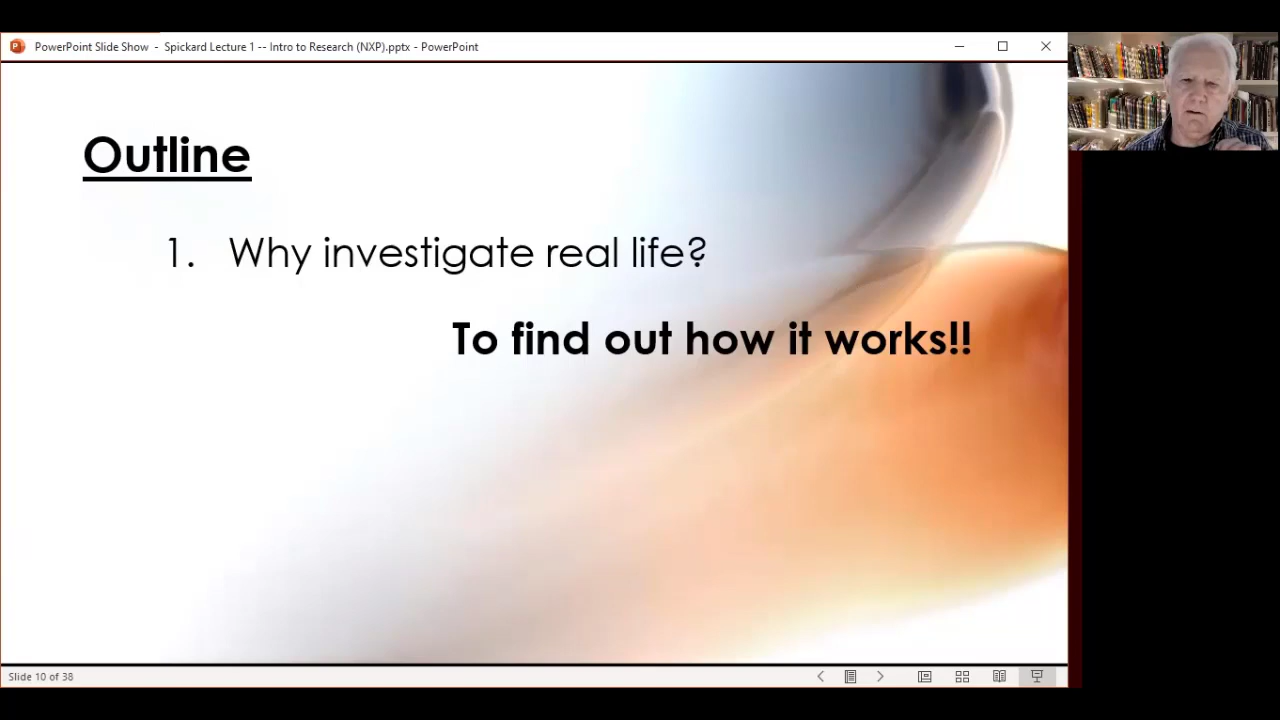 PowerPoint Slide Show - Spickard Lecture 1 -- Intro to Research (NXP).pptx - PowerPoint
Outline
1. Why investigate real life?
To find out how it works!!
Slide 10 of 38